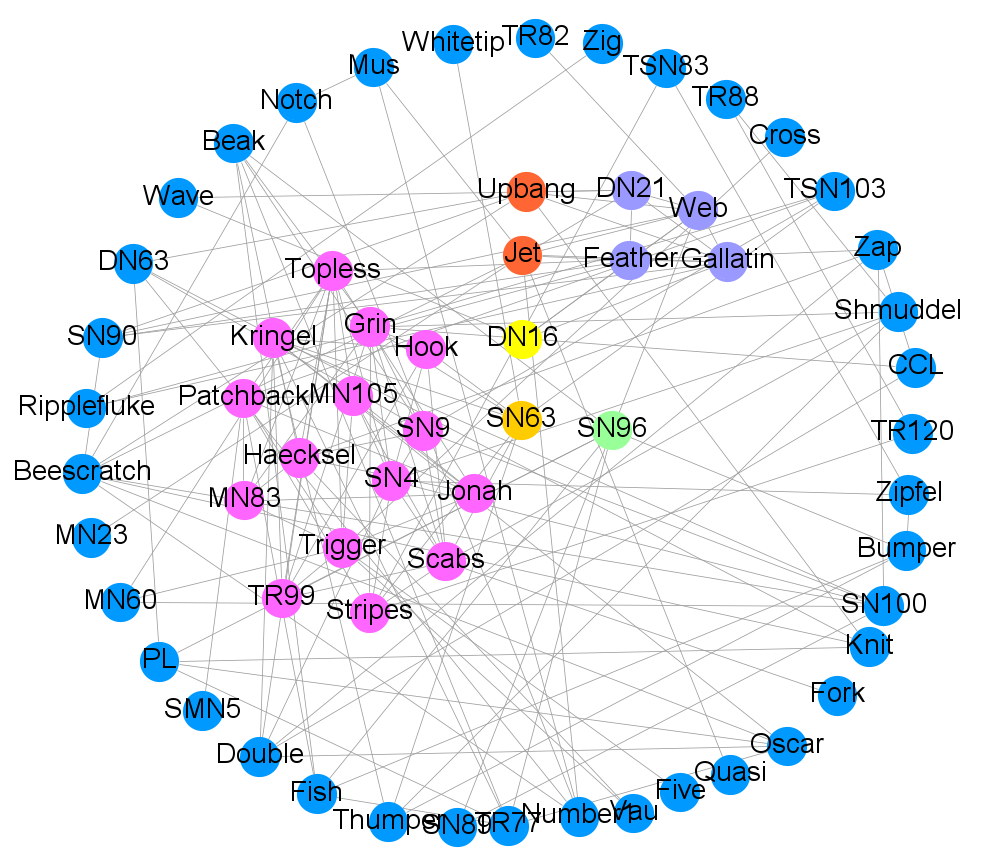 Whitetip
TR82
Zig
Mus
TSN83
Notch
TR88
Beak
Cross
Wave
Upbang
DN21
TSN103
Web
DN63
Topless
Jet
Feather
Gallatin
Zap
SN90
Kringel
Grin
Hook
DN16
Shmuddel
CCL
Ripplefluke
Patchback
MN105
SN9
SN63
SN96
TR120
Beescratch
Haecksel
SN4
Jonah
MN83
Zipfel
MN23
Trigger
Scabs
Bumper
MN60
TR99
Stripes
SN100
PL
Knit
SMN5
Fork
Double
Oscar
Fish
Quasi
Five
Thumper
SN89
TR77
Number1
Vau